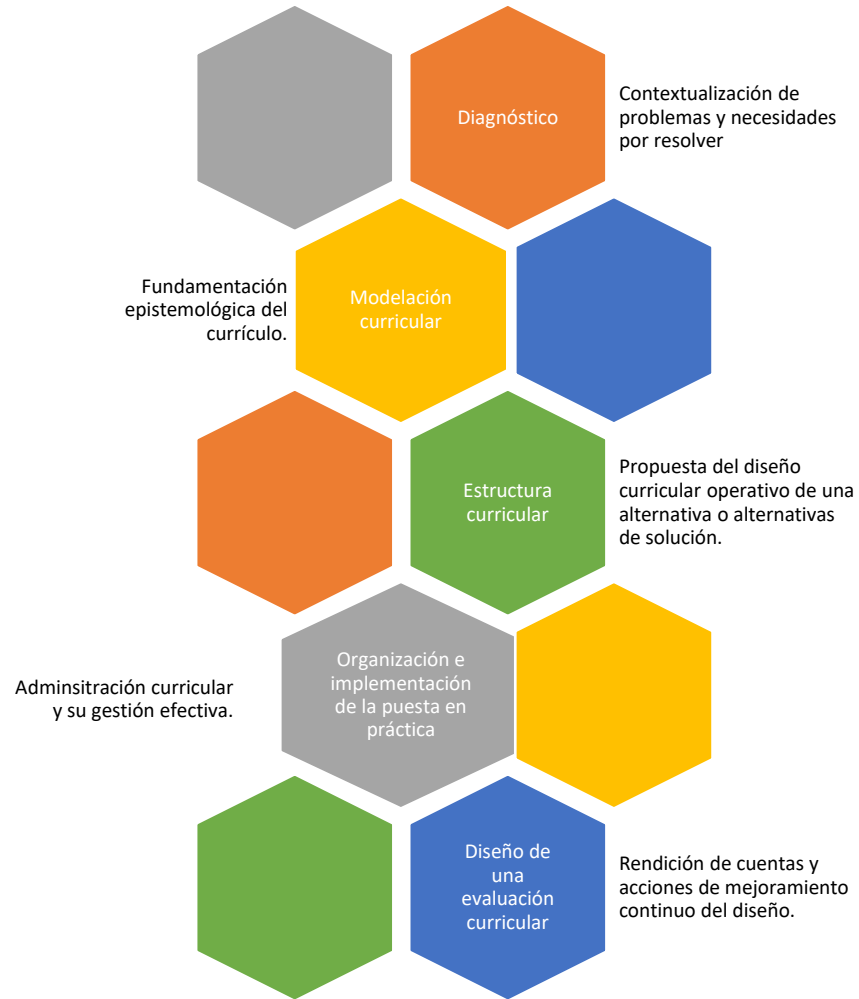 Diagnóstico
Contextualización de
problemas y necesidades
por resolver
Fundamentación
epistemológica del
currículo.
Modelación
curricular
Estructura
curricular
Propuesta del diseño
curricular operativo de una
alternativa o alternativas
de solución.
Adminsitración curricular
y su gestión efectiva.
Organización e
implementación
de la puesta en
práctica
Diseño de
una
evaluación
curricular
Rendición de cuentas y
acciones de mejoramiento
continuo del diseño.